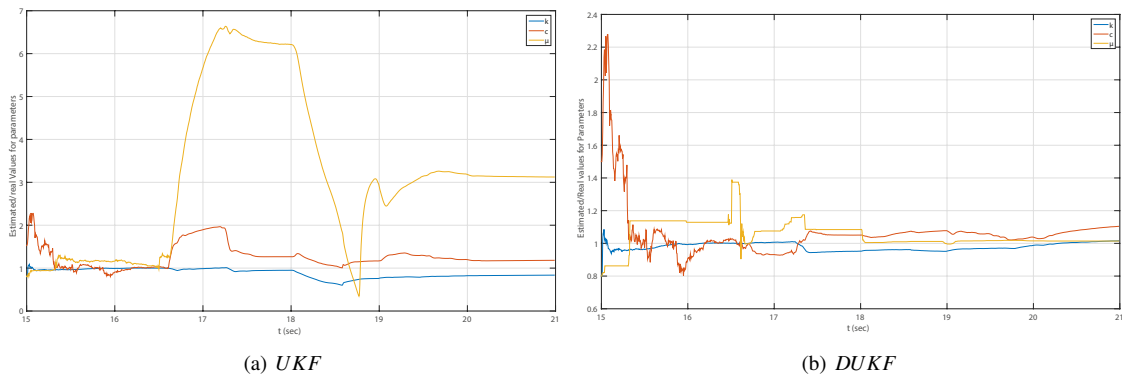 Estimated/real Values for parameters
7
6
5
4
3
2
1
0
15 16 17 18 19 20 21
t (sec)
k
c
μ
(a) UKF
Estimated/Real values for Parameters
2.4
2.2
2
1.8
1.6
1.4
1.2
1
0.8
0.6
15 16 17 18 19 20 21
t (sec)
k
c
μ
(b) DUKF